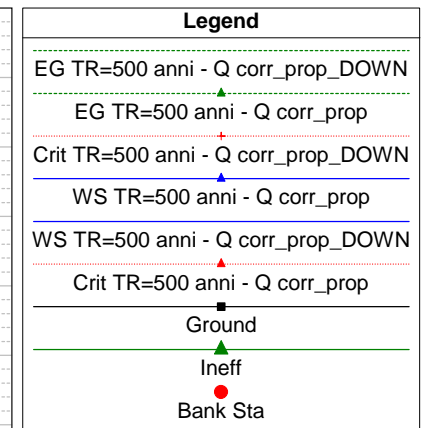 Legend
EG TR=500 anni - Q corr_prop_DOWN
EG TR=500 anni - Q corr_prop
Crit TR=500 anni - Q corr_prop_DOWN
WS TR=500 anni - Q corr_prop
WS TR=500 anni - Q corr_prop_DOWN
Crit TR=500 anni - Q corr_prop
Ground
Ineff
Bank Sta